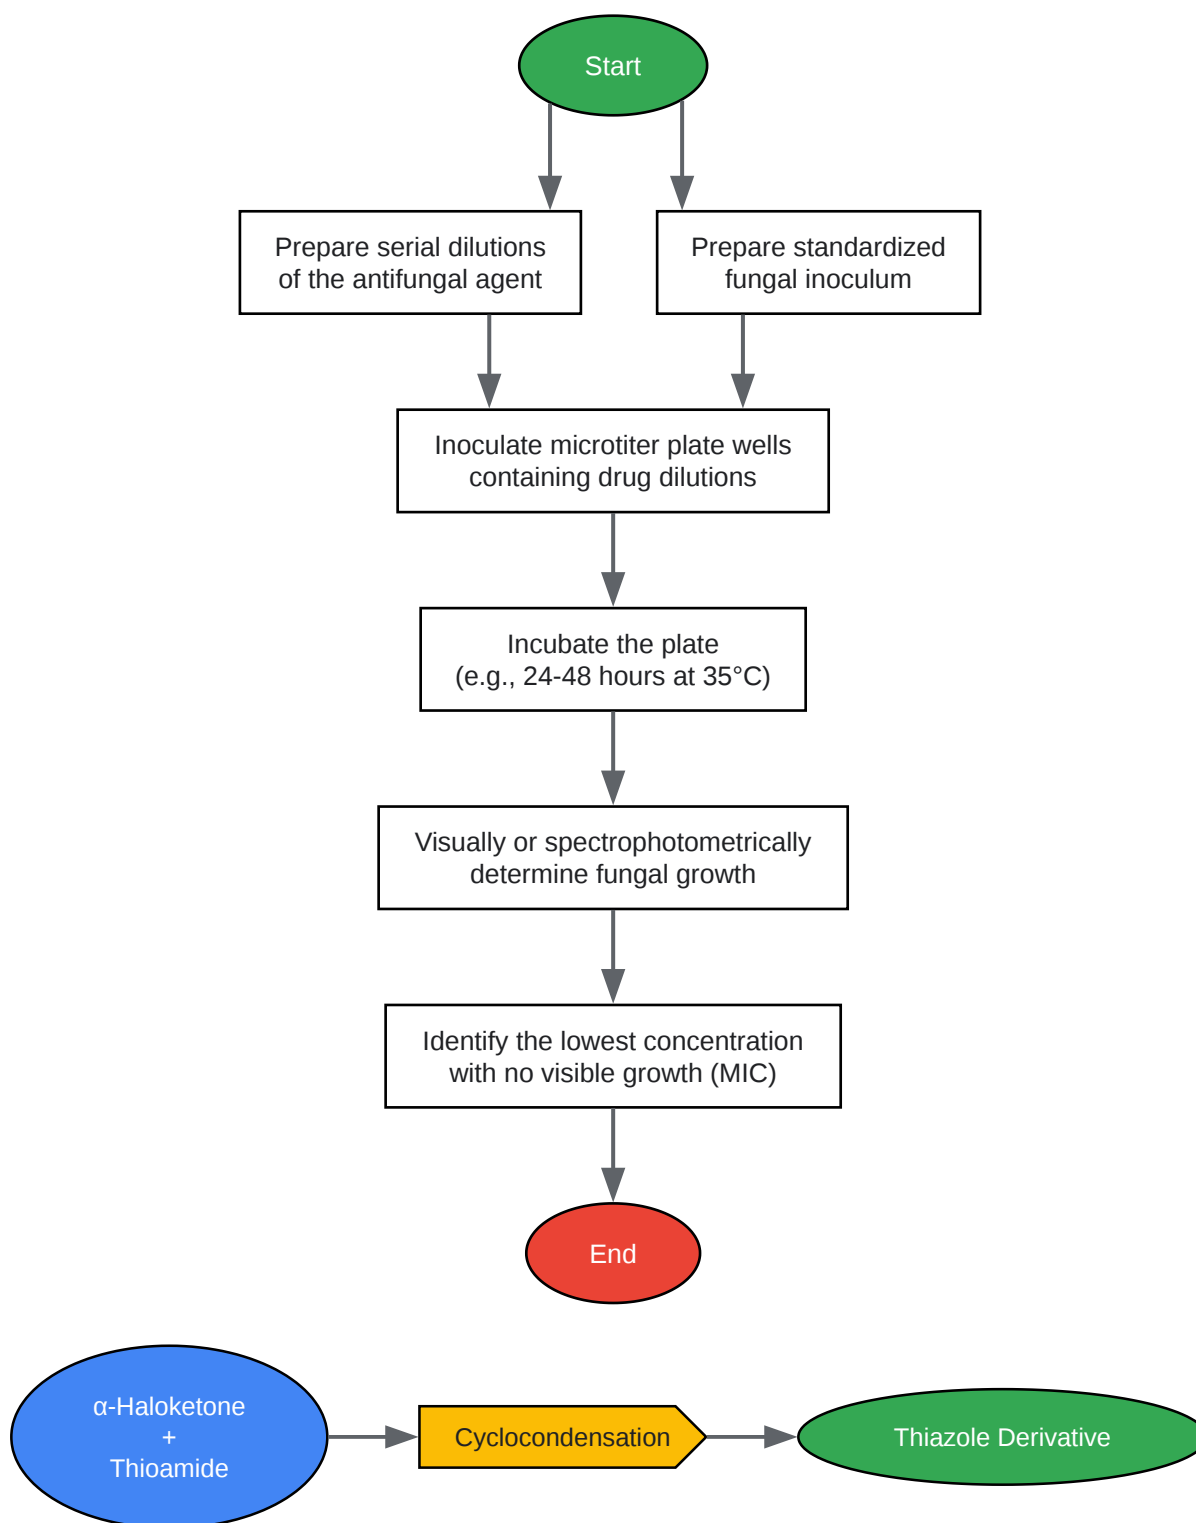 Start
Prepare serial dilutions
of the antifungal agent
Prepare standardized
fungal inoculum
Inoculate microtiter plate wells
containing drug dilutions
Incubate the plate
(e.g., 24-48 hours at 35°C)
Visually or spectrophotometrically
determine fungal growth
Identify the lowest concentration
with no visible growth (MIC)
End
α-Haloketone
+
Thioamide
Cyclocondensation
Thiazole Derivative